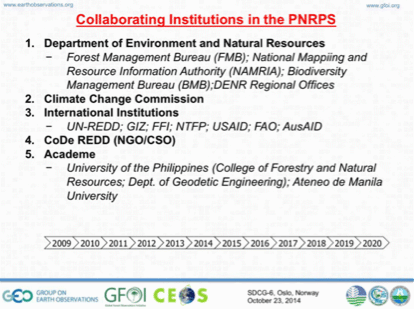 www.earthobservations.org
www.gfoi.org
Collaborating Institutions in the PNRPS
1. Department of Environment and Natural Resources
− Forest Management Bureau (FMB); National Mappiing and
Resource Information Authority (NAMRIA); Biodiversity
Management Bureau (BMB);DENR Regional Offices
2. Climate Change Commission
3. International Institutions
− UN-REDD; GIZ; FFI; NTFP; USAID; FAO; AusAID
4. CoDe REDD (NGO/CSO)
5. Academe
− University of the Philippines (College of Forestry and Natural
Resources; Dept. of Geodetic Engineering); Ateneo de Manila
University
2009 2010 2011 2012 2013 2014 2015 2016 2017 2018 2019 2020
GEO GROUP ON
EARTH OBSERVATIONS
GFOI
CEOS
SDCG-6, Oslo, Norway
October 23, 2014